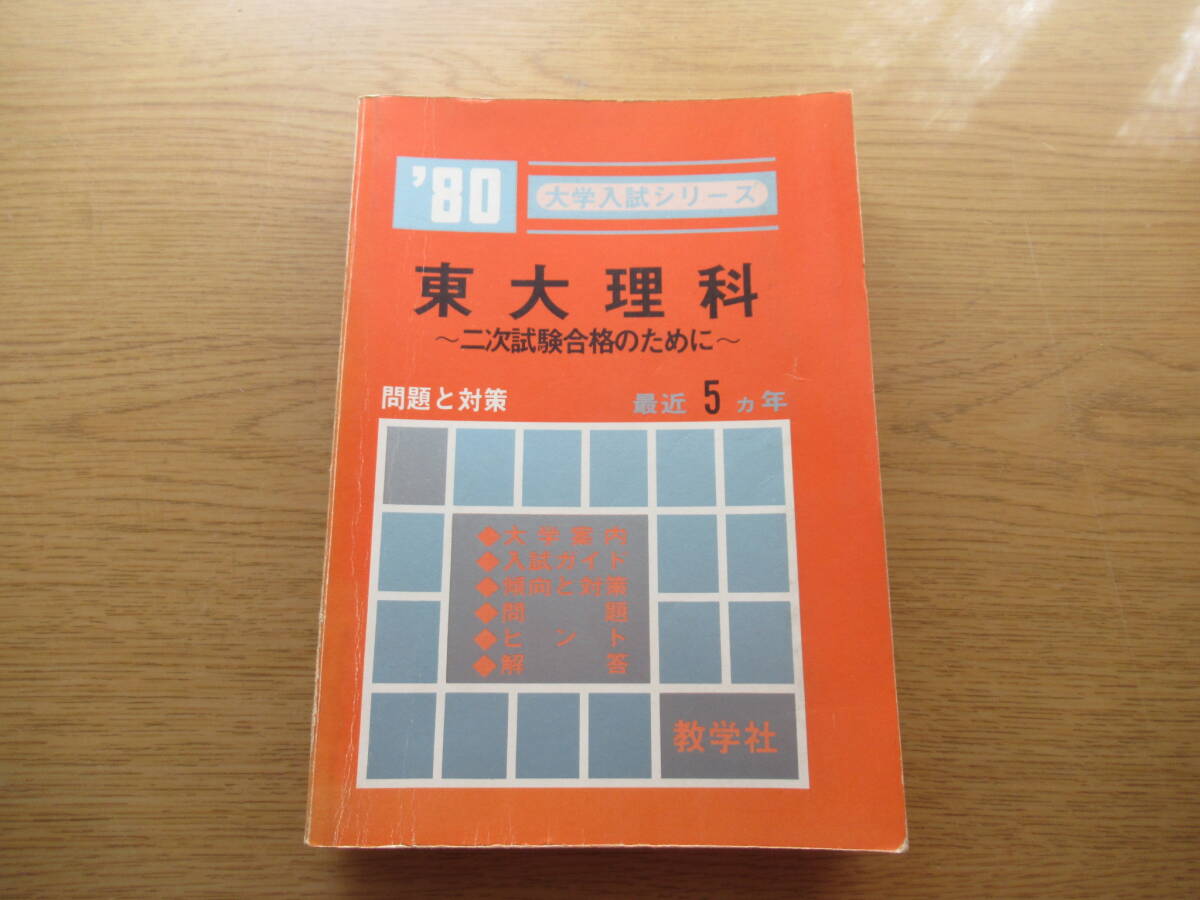 '80
大学入試シリーズ
東大理科
～二次試験合格のために～
問題と対策 最近5ヵ年
◆大学案内
◆入試ガイド
◆傾向と対策
◆問題
◆ヒント
◆解答
教学社